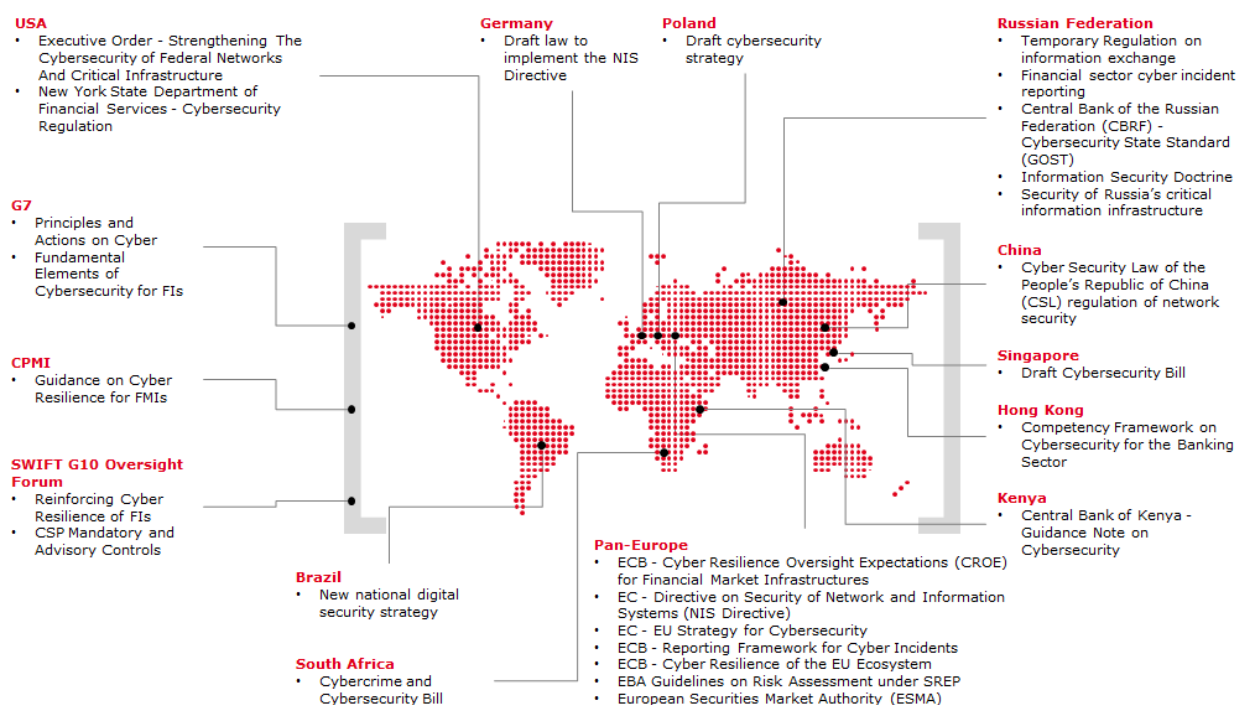 USA
• Executive Order - Strengthening The
Cybersecurity of Federal Networks
And Critical Infrastructure
• New York State Department of
Financial Services - Cybersecurity
Regulation
Germany
• Draft law to
implement the NIS
Directive
Poland
• Draft cybersecurity
strategy
Russian Federation
• Temporary Regulation on
information exchange
• Financial sector cyber incident
reporting
• Central Bank of the Russian
Federation (CBRF) -
Cybersecurity State Standard
(GOST)
• Information Security Doctrine
• Security of Russia's critical
information infrastructure
G7
• Principles and
Actions on Cyber
• Fundamental
Elements of
Cybersecurity for FIs
CPMI
• Guidance on Cyber
Resilience for FMIs
SWIFT G10 Oversight
Forum
• Reinforcing Cyber
Resilience of FIs
• CSP Mandatory and
Advisory Controls
China
• Cyber Security Law of the
People's Republic of China
(CSL) regulation of network
security
Singapore
• Draft Cybersecurity Bill
Hong Kong
• Competency Framework on
Cybersecurity for the Banking
Sector
Kenya
• Central Bank of Kenya -
Guidance Note on
Cybersecurity
Brazil
• New national digital
security strategy
South Africa
• Cybercrime and
Cybersecurity Bill
Pan-Europe
• ECB - Cyber Resilience Oversight Expectations (CROE)
for Financial Market Infrastructures
• EC - Directive on Security of Network and Information
Systems (NIS Directive)
• EC - EU Strategy for Cybersecurity
• ECB - Reporting Framework for Cyber Incidents
• ECB - Cyber Resilience of the EU Ecosystem
• EBA Guidelines on Risk Assessment under SREP
• European Securities Market Authority (ESMA)